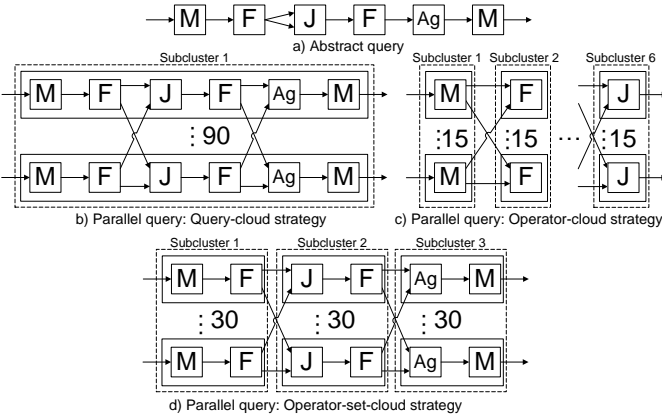 M F J F Ag M
a) Abstract query
Subcluster 1
M F J F Ag M
⋮90
M F J F Ag M
b) Parallel query: Query-cloud strategy
Subcluster 1 Subcluster 2 Subcluster 6
M F J
⋮15 ⋮15 ⋯ ⋮15
M F J
c) Parallel query: Operator-cloud strategy
Subcluster 1 Subcluster 2 Subcluster 3
M F J F Ag M
⋮30 ⋮30 ⋮30
M F J F Ag M
d) Parallel query: Operator-set-cloud strategy